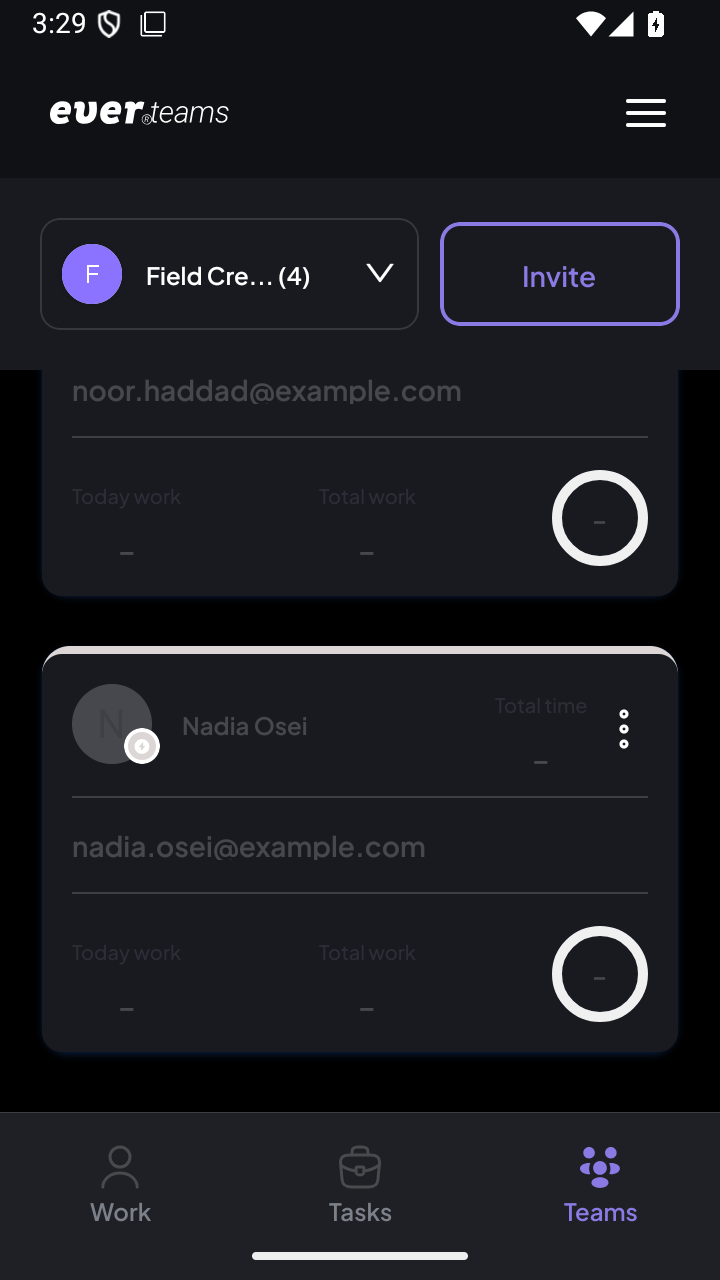 3:29
ever® teams
F
Field Cre... (4)
Invite
noor.haddad@example.com
Today work
Total work
–
–
–
N
Nadia Osei
Total time
–
nadia.osei@example.com
Today work
Total work
–
–
–
Work
Tasks
Teams